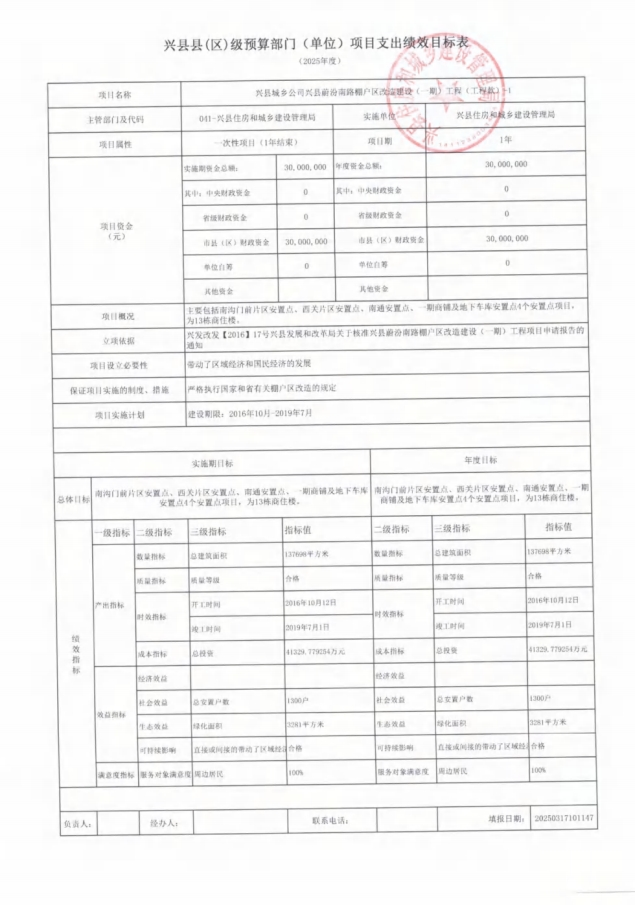 兴县县(区)级预算部门（单位）项目支出绩效目标表
（2025年度）
项目名称 兴县城乡公司兴县蔚汾南路棚户区改造建设（一期）工程（工程款）-1
主管部门及代码 041-兴县住房和城乡建设管理局 实施单位 兴县住房和城乡建设管理局
项目属性 一次性项目（1年结束） 项目期 1年
项目资金
（元）
实施期资金总额: 30,000,000 年度资金总额: 30,000,000
其中: 中央财政资金 0 其中: 中央财政资金 0
省级财政资金 0 省级财政资金 0
市县（区）财政资金 30,000,000 市县（区）财政资金 30,000,000
单位自筹 0 单位自筹 0
其他资金 其他资金
项目概况 主要包括南沟门前片区安置点、西关片区安置点、南通安置点、一期商铺及地下车库安置点4个安置点项目，
为13栋商住楼。
立项依据 兴发改发【2016】17号兴县发展和改革局关于核准兴县蔚汾南路棚户区改造建设（一期）工程项目申请报告的
通知
项目设立必要性 带动了区域经济和国民经济的发展
保证项目实施的制度、措施 严格执行国家和省有关棚户区改造的规定
项目实施计划 建设期限: 2016年10月-2019年7月
实施期目标 年度目标
总体目标 南沟门前片区安置点、西关片区安置点、南通安置点、一期商铺及地下车库
安置点4个安置点项目，为13栋商住楼。
南沟门前片区安置点、西关片区安置点、南通安置点、一期
商铺及地下车库安置点4个安置点项目，为13栋商住楼。
绩效指标
一级指标 二级指标 三级指标 指标值 二级指标 三级指标 指标值
产出指标
数量指标 总建筑面积 137698平方米 数量指标 总建筑面积 137698平方米
质量指标 质量等级 合格 质量指标 质量等级 合格
时效指标 开工时间 2016年10月12日 时效指标 开工时间 2016年10月12日
竣工时间 2019年7月1日 竣工时间 2019年7月1日
成本指标 总投资 41329.779254万元 成本指标 总投资 41329.779254万元
效益指标
经济效益 经济效益
社会效益 总安置户数 1300户 社会效益 总安置户数 1300户
生态效益 绿化面积 3281平方米 生态效益 绿化面积 3281平方米
可持续影响 直接或间接的带动了区域经 合格 可持续影响 直接或间接的带动了区域经 合格
满意度指标 服务对象满意度 周边居民 100% 服务对象满意度 周边居民 100%
负责人: 经办人: 联系电话: 填报日期: 20250317101147